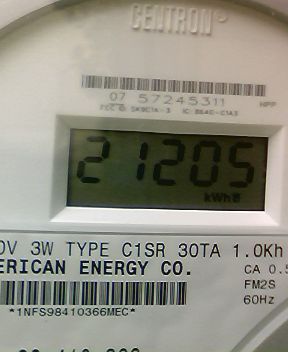 CENTRON
07 57245311 HPP
21205
kWh
0V 3W TYPE C1SR 30TA 1.0Kh
ERICAN ENERGY CO. CA 0.5
FM2S
60Hz
*1NFS98410366MEC*